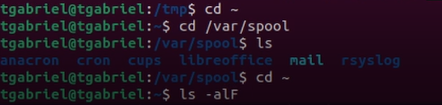 tgabriel@tgabriel:/tmp$ cd ~
tgabriel@tgabriel:~$ cd /var/spool
tgabriel@tgabriel:/var/spool$ ls
anacron cron cups libreoffice mail rsyslog
tgabriel@tgabriel:/var/spool$ cd ~
tgabriel@tgabriel:~$ ls -alF